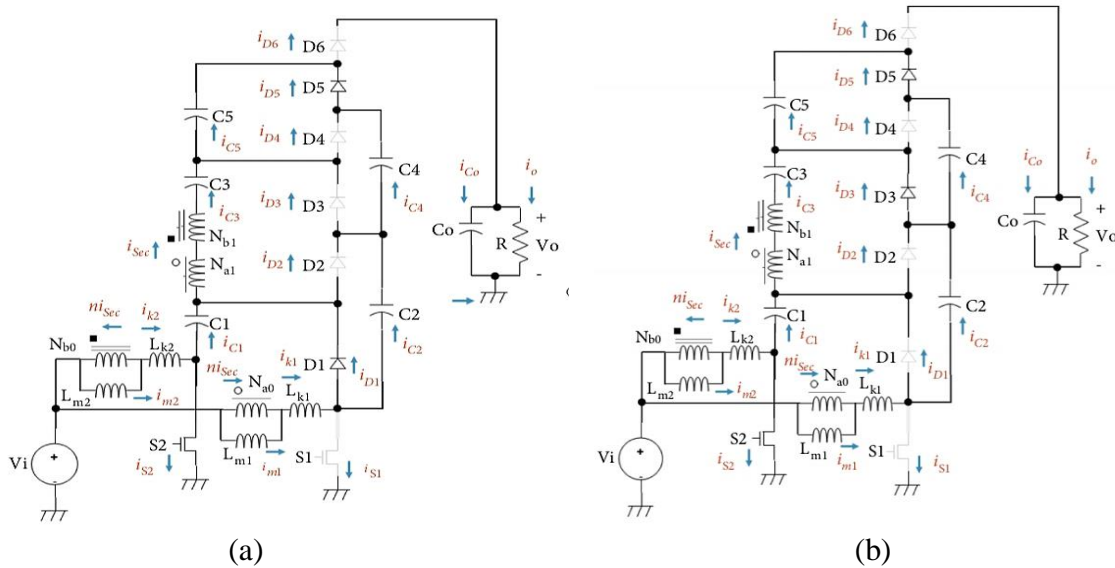 iD6 D6
iD5 D5
C5
iC5
iD4 D4
C4
iC4
C3
iC3
iD3 D3
iSec
Nb1
Na1
iD2 D2
iCo
io
Co
R
+
Vo
-
C1
iC1
C2
iC2
niSec
ik2
Nb0
Lk2
Lm2
im2
niSec
Na0
ik1
Lk1
D1
iD1
Lm1
im1
S2
iS2
S1
iS1
Vi
+
-
(a)
iD6 D6
iD5 D5
C5
iC5
iD4 D4
C4
iC4
C3
iC3
iD3 D3
iSec
Nb1
Na1
iD2 D2
iCo
io
Co
R
+
Vo
-
C1
iC1
C2
iC2
niSec
ik2
Nb0
Lk2
Lm2
im2
niSec
Na0
ik1
Lk1
D1
iD1
Lm1
im1
S2
iS2
S1
iS1
Vi
+
-
(b)